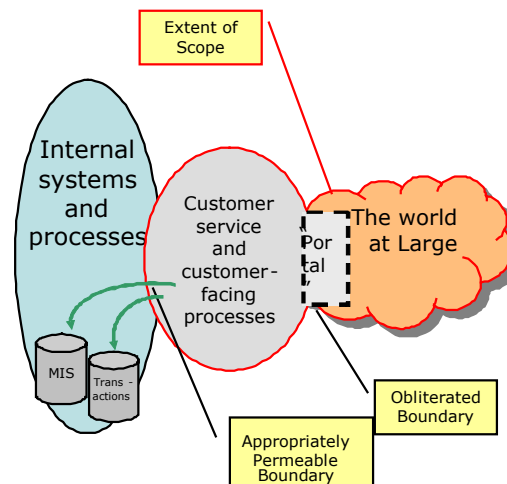 Extent of
Scope
Internal
systems
and
processes
Customer
service
and
customer-
facing
processes
“Por
tal
”
The world
at Large
MIS
Trans -
actions
Obliterated
Boundary
Appropriately
Permeable
Boundary